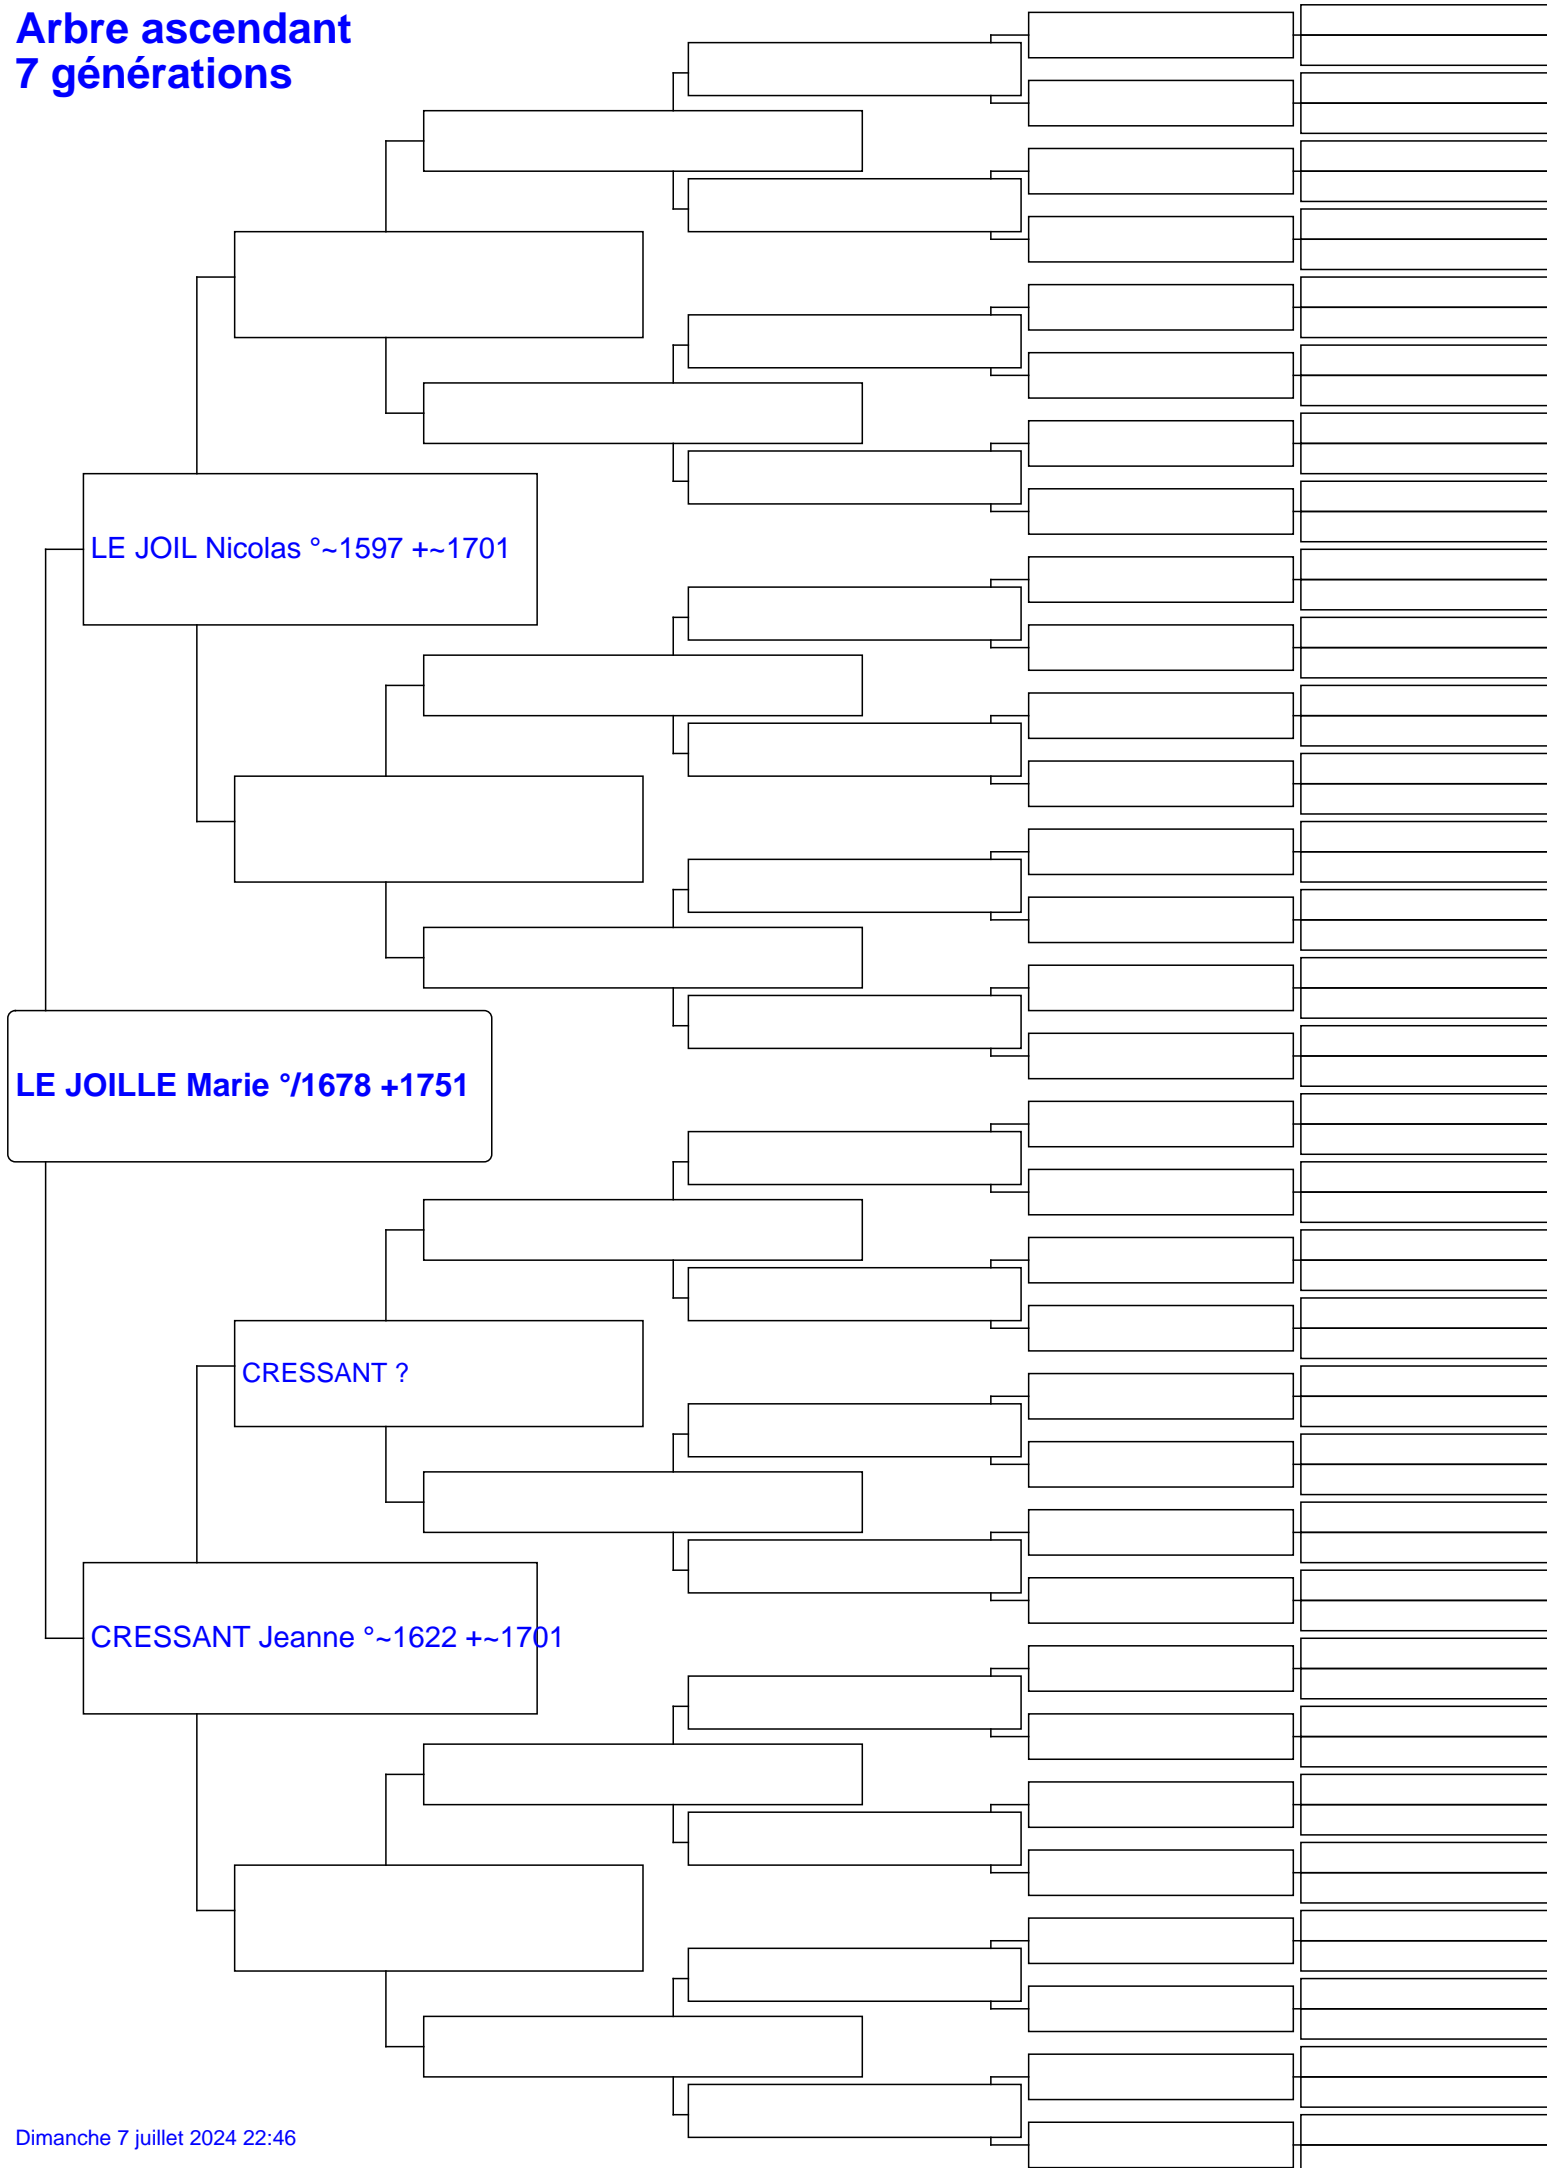 Arbre ascendant
7 générations
LE JOIL Nicolas °~1597 +~1701
LE JOILLE Marie °/1678 +1751
CRESSANT ?
CRESSANT Jeanne °~1622 +~1701
Dimanche 7 juillet 2024 22:46